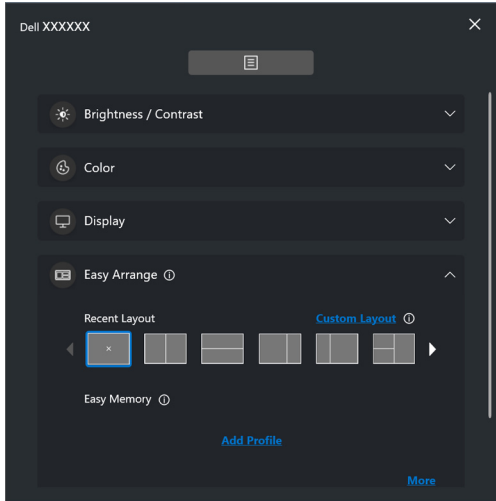 Dell XXXXXX
Brightness / Contrast
Color
Display
Easy Arrange
Recent Layout Custom Layout
Easy Memory
Add Profile
More